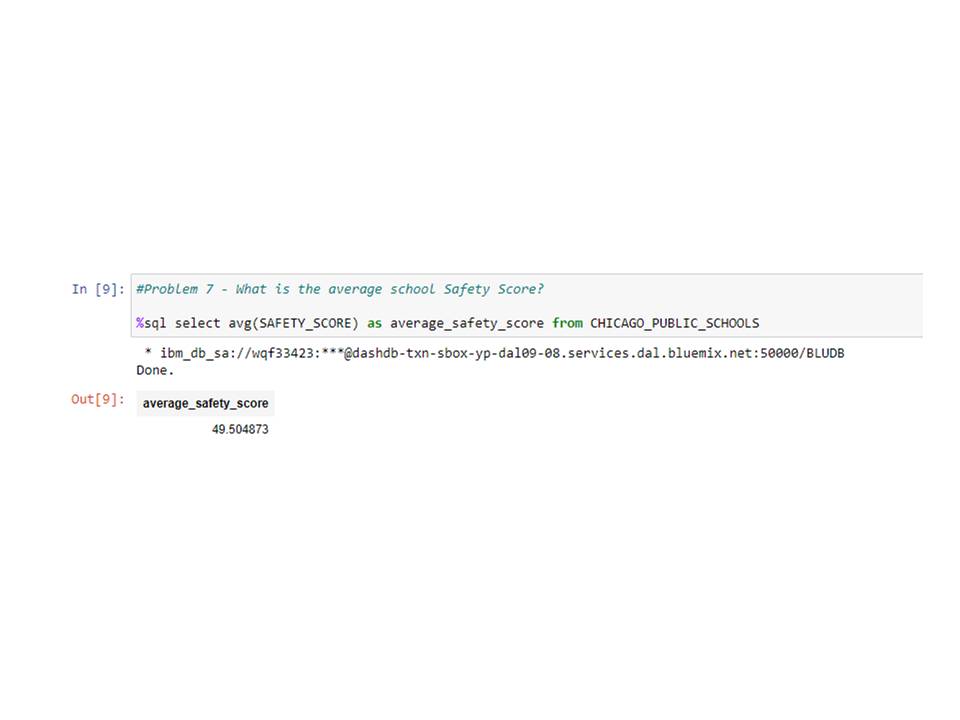 In [9]: #Problem 7 - What is the average school Safety Score?
%sql select avg(SAFETY_SCORE) as average_safety_score from CHICAGO_PUBLIC_SCHOOLS
* ibm_db_sa://wqf33423:***@dashdb-txn-sbox-yp-dal09-08.services.dal.bluemix.net:50000/BLUDB
Done.
Out[9]: average_safety_score
49.504873